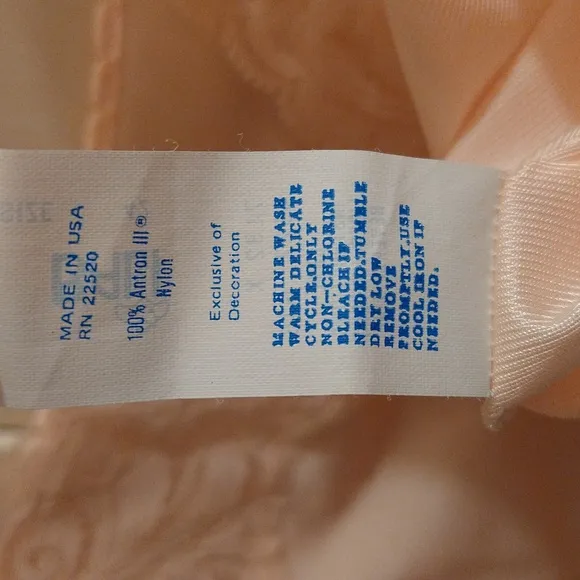 MADE IN USA
RN 22520
100% Antron III®
Nylon
Exclusive of
Decoration
MACHINE WASH
WARM DELICATE
CYCLE.ONLY
NON-CHLORINE
BLEACH IF
NEEDED.TUMBLE
DRY LOW
REMOVE
PROMPTLY.USE
COOL IRON IF
NEEDED.